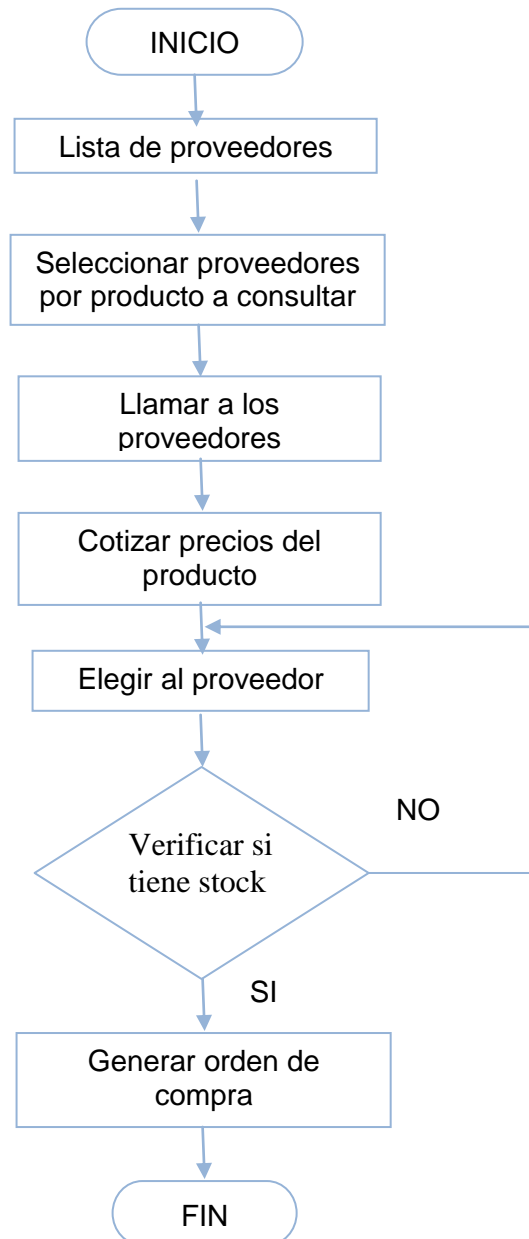 INICIO
Lista de proveedores
Seleccionar proveedores
por producto a consultar
Llamar a los
proveedores
Cotizar precios del
producto
Elegir al proveedor
Verificar si
tiene stock
NO
SI
Generar orden de
compra
FIN